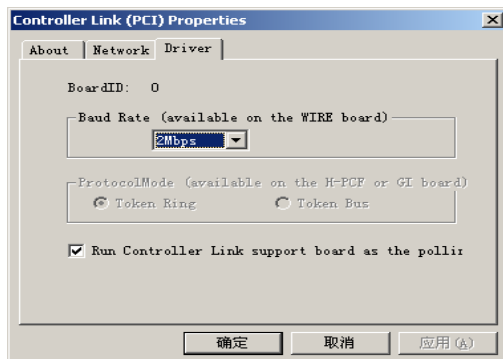 Controller Link (PCI) Properties
About Network Driver
BoardID: 0
Baud Rate (available on the WIRE board)
2Mbps
ProtocolMode (available on the H-PCF or GI board)
Token Ring Token Bus
Run Controller Link support board as the pollin
确定 取消 应用(A)